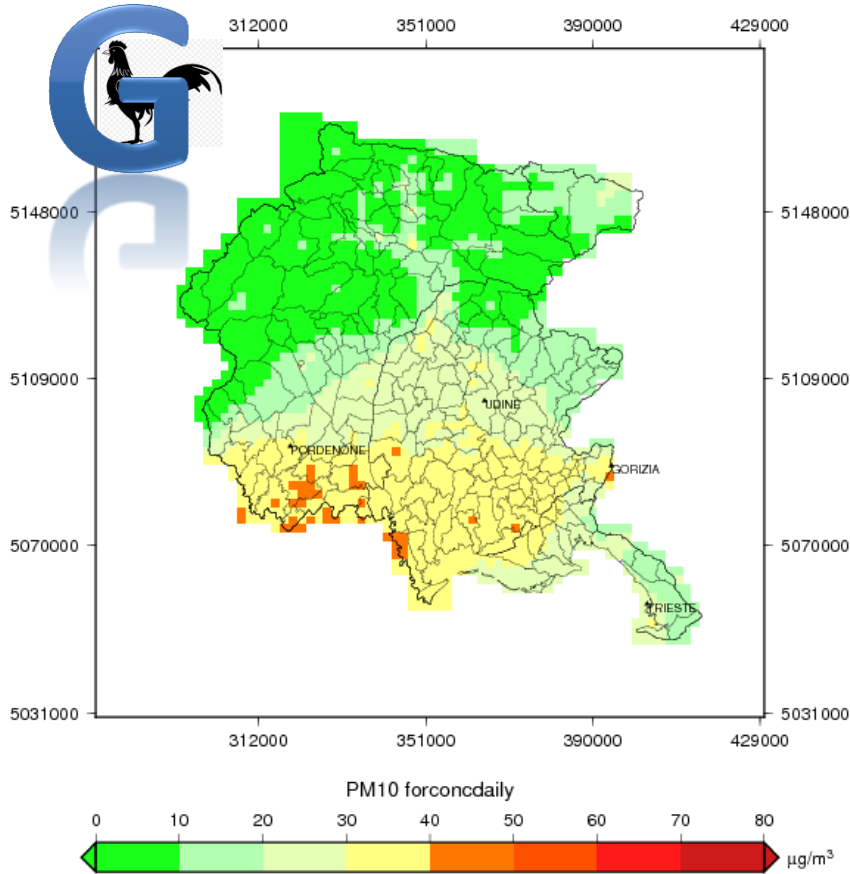 G
312000 351000 390000 429000
5148000 5148000
5109000 5109000
UDINE
PORDENONE
GORIZIA
5070000 5070000
TRIESTE
5031000 5031000
312000 351000 390000 429000
PM10 forconcdaily
0 10 20 30 40 50 60 70 80
µg/m³